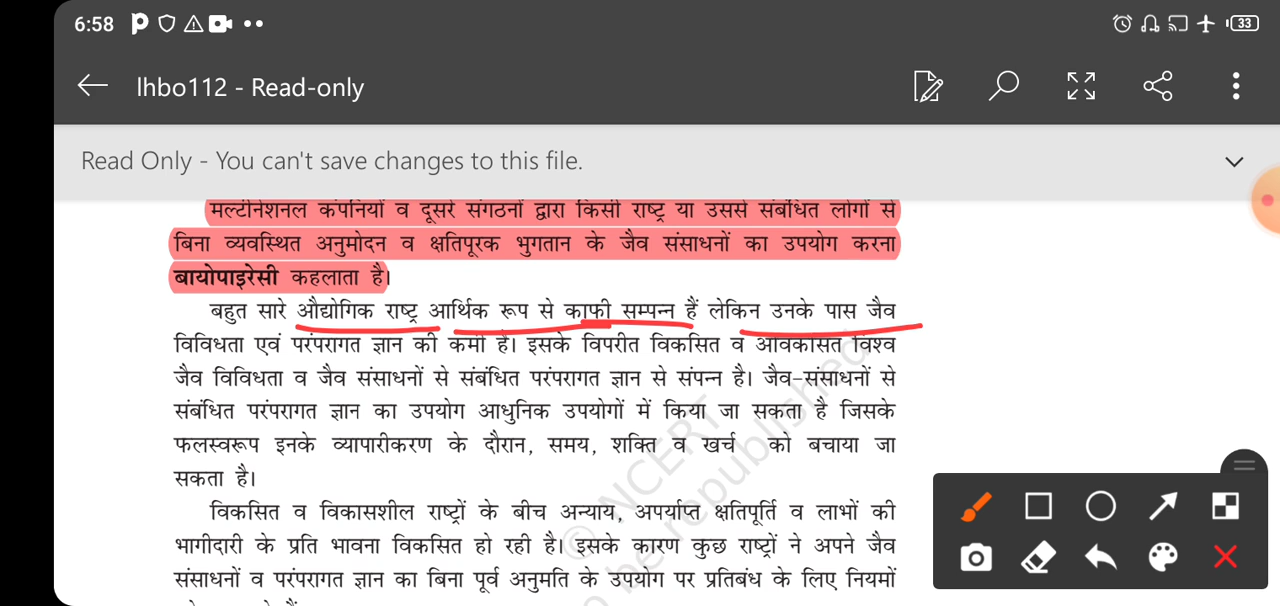 6:58
33
lhbo112 - Read-only
Read Only - You can't save changes to this file.
मल्टीनेशनल कंपनियों व दूसरे संगठनों द्वारा किसी राष्ट्र या उससे संबंधित लोगों से
बिना व्यवस्थित अनुमोदन व क्षतिपूरक भुगतान के जैव संसाधनों का उपयोग करना
बायोपाइरेसी कहलाता है।
बहुत सारे औद्योगिक राष्ट्र आर्थिक रूप से काफी सम्पन्न हैं लेकिन उनके पास जैव
विविधता एवं परंपरागत ज्ञान की कमी है। इसके विपरीत विकसित व अविकसित विश्व
जैव विविधता व जैव संसाधनों से संबंधित परंपरागत ज्ञान से संपन्न है। जैव-संसाधनों से
संबंधित परंपरागत ज्ञान का उपयोग आधुनिक उपयोगों में किया जा सकता है जिसके
फलस्वरूप इनके व्यापारीकरण के दौरान, समय, शक्ति व खर्च को बचाया जा
सकता है।
विकसित व विकासशील राष्ट्रों के बीच अन्याय, अपर्याप्त क्षतिपूर्ति व लाभों की
भागीदारी के प्रति भावना विकसित हो रही है। इसके कारण कुछ राष्ट्रों ने अपने जैव
संसाधनों व परंपरागत ज्ञान का बिना पूर्व अनुमति के उपयोग पर प्रतिबंध के लिए नियमों
© NCERT
be republished